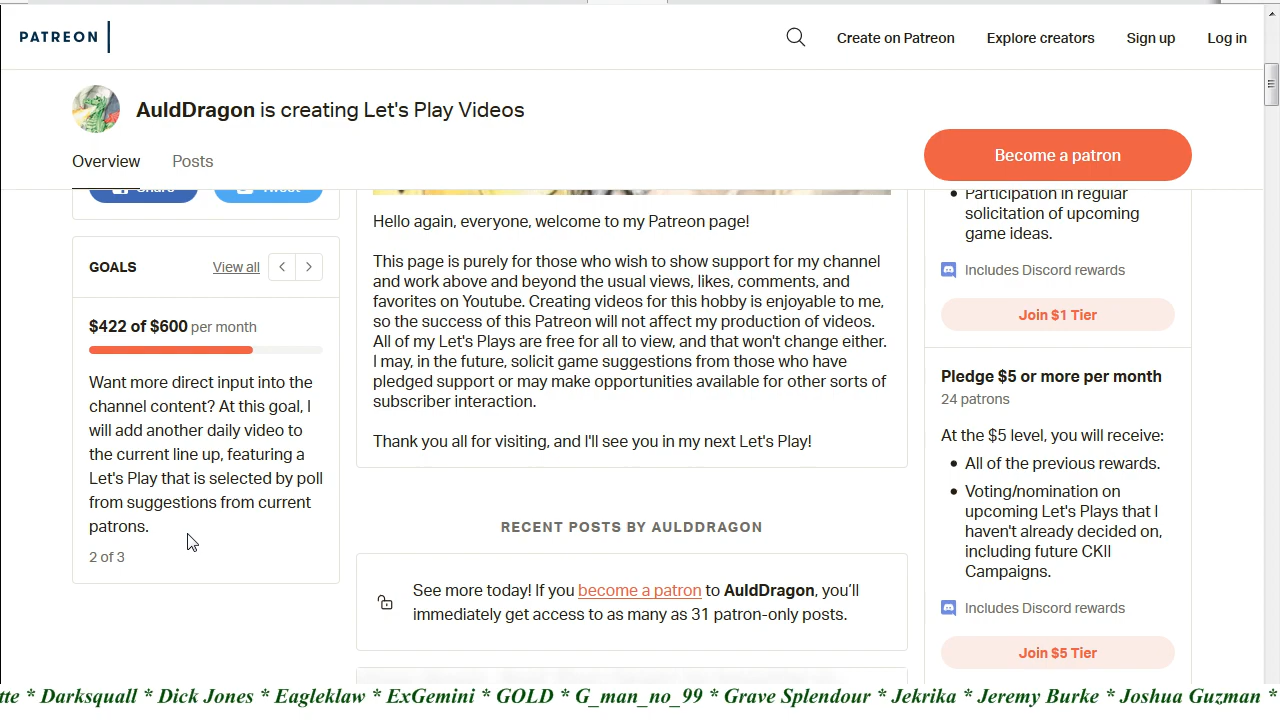 PATREON
Create on Patreon
Explore creators
Sign up
Log in
AuldDragon is creating Let's Play Videos
Overview
Posts
Become a patron
Share
Tweet
GOALS
View all
$422 of $600 per month
Want more direct input into the
channel content? At this goal, I
will add another daily video to
the current line up, featuring a
Let's Play that is selected by poll
from suggestions from current
patrons.
2 of 3
Hello again, everyone, welcome to my Patreon page!
This page is purely for those who wish to show support for my channel
and work above and beyond the usual views, likes, comments, and
favorites on Youtube. Creating videos for this hobby is enjoyable to me,
so the success of this Patreon will not affect my production of videos.
All of my Let's Plays are free for all to view, and that won't change either.
I may, in the future, solicit game suggestions from those who have
pledged support or may make opportunities available for other sorts of
subscriber interaction.
Thank you all for visiting, and I'll see you in my next Let's Play!
RECENT POSTS BY AULDDRAGON
See more today! If you become a patron to AuldDragon, you'll
immediately get access to as many as 31 patron-only posts.
• Participation in regular
solicitation of upcoming
game ideas.
Includes Discord rewards
Join $1 Tier
Pledge $5 or more per month
24 patrons
At the $5 level, you will receive:
• All of the previous rewards.
• Voting/nomination on
upcoming Let's Plays that I
haven't already decided on,
including future CKII
Campaigns.
Includes Discord rewards
Join $5 Tier
tte * Darksquall * Dick Jones * Eagleklaw * ExGemini * GOLD * G_man_no_99 * Grave Splendour * Jekrika * Jeremy Burke * Joshua Guzman *